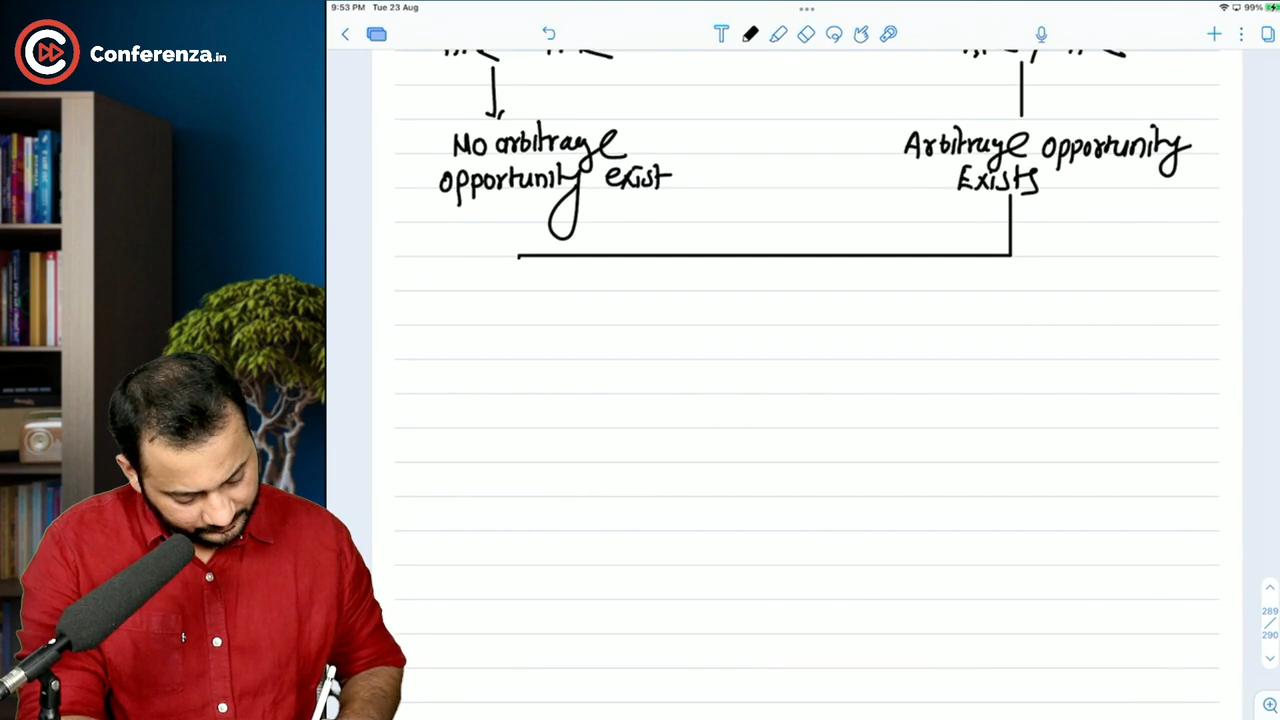 9:53 PM Tue 23 Aug
99%
Conferenza.in
T
No arbitrage
opportunity exist
Arbitrage opportunity
Exists
289
290